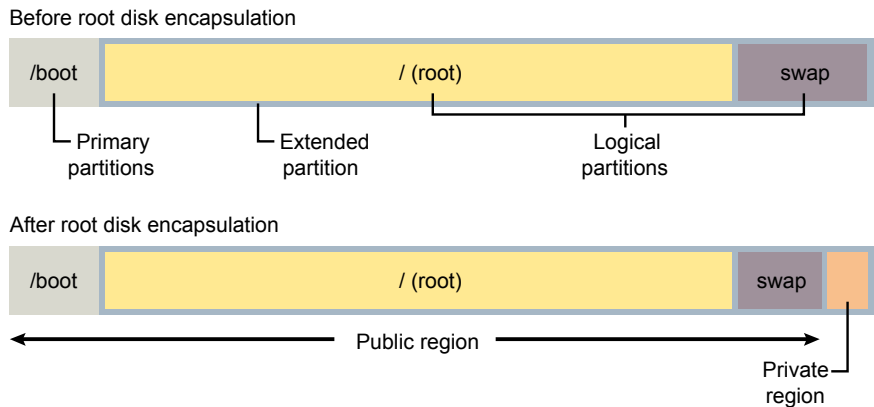 Before root disk encapsulation
/boot
/ (root)
swap
Primary
partitions
Extended
partition
Logical
partitions
After root disk encapsulation
/boot
/ (root)
swap
Public region
Private
region